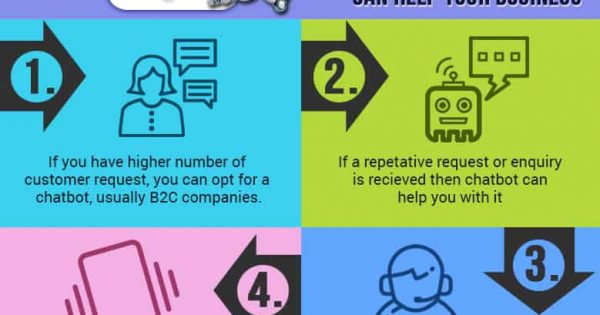 CAN HELP YOUR BUSINESS
1.
If you have higher number of
customer request, you can opt for a
chatbot, usually B2C companies.
2.
If a repetative request or enquiry
is recieved then chatbot can
help you with it
3.
4.